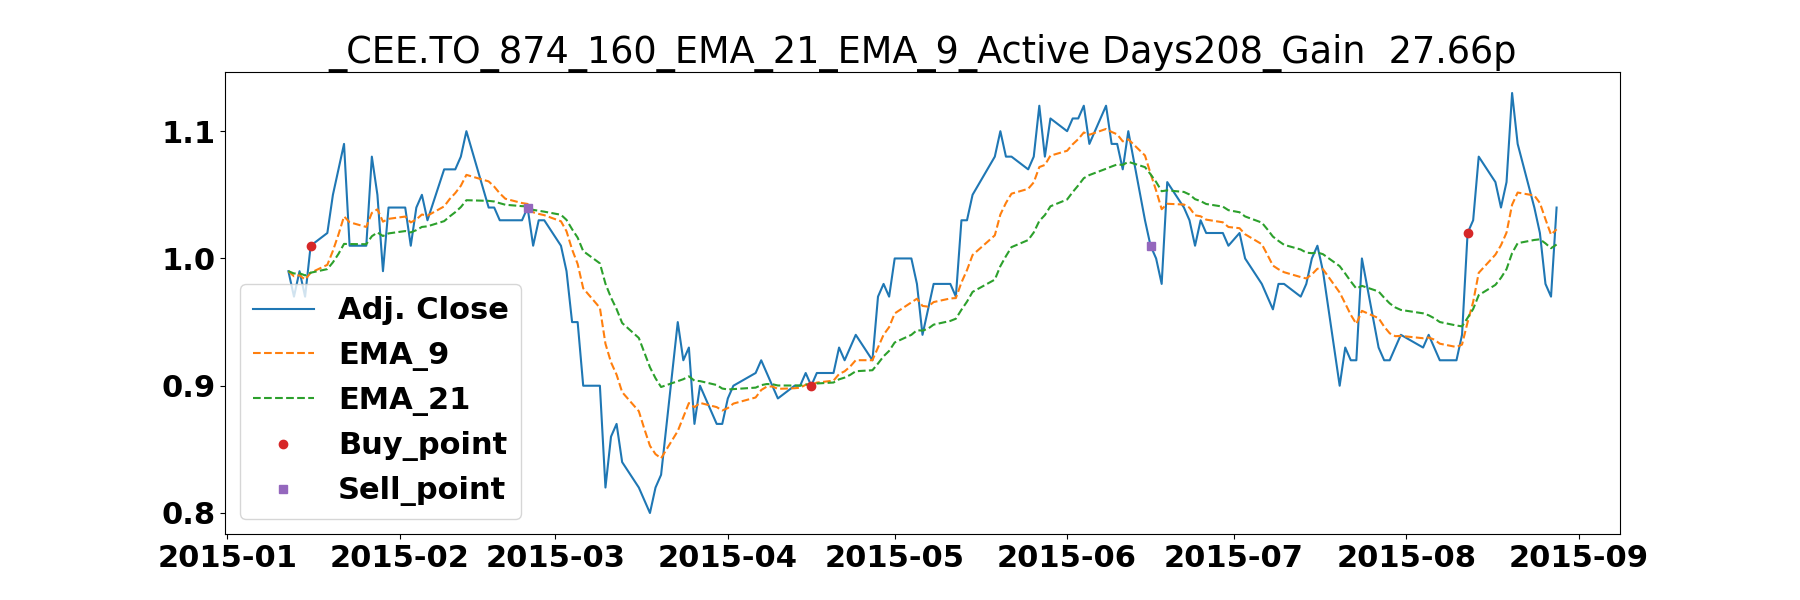 _CEE.TO_874_160_EMA_21_EMA_9_Active Days208_Gain  27.66p
1.1
1.0
0.9
0.8
Adj. Close
EMA_9
EMA_21
Buy_point
Sell_point
2015-01 2015-02 2015-03 2015-04 2015-05 2015-06 2015-07 2015-08 2015-09